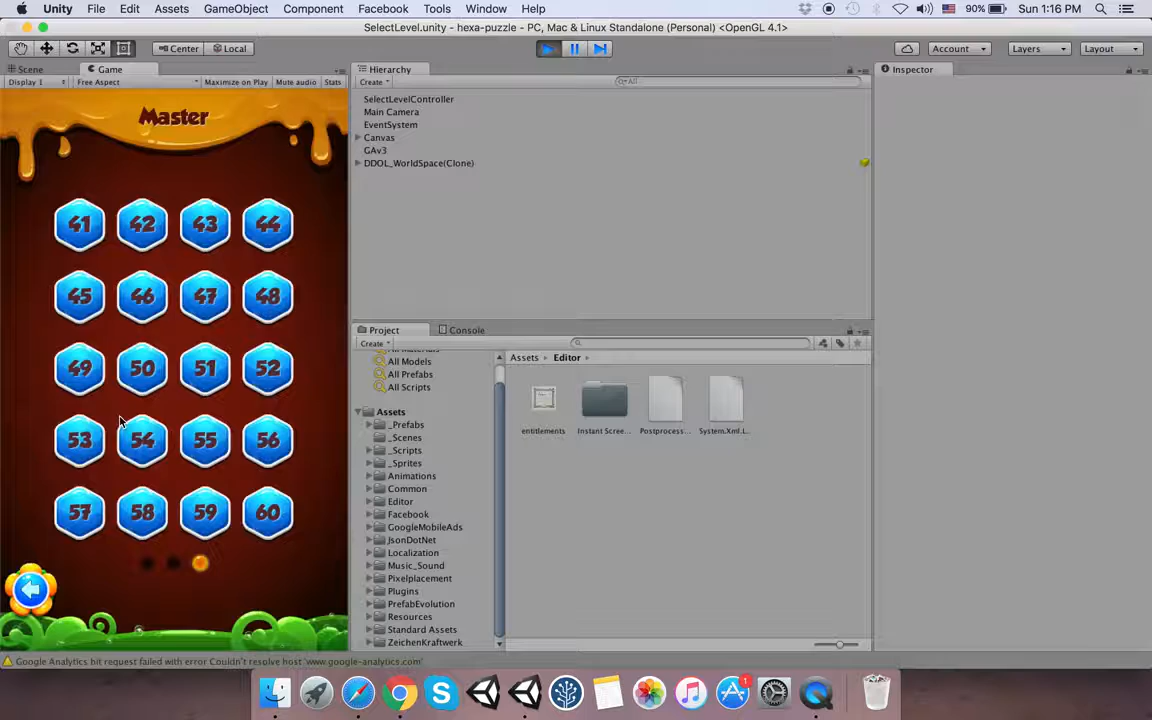 Unity File Edit Assets GameObject Component Facebook Tools Window Help 90% Sun 1:16 PM
SelectLevel.unity - hexa-puzzle - PC, Mac & Linux Standalone (Personal) <OpenGL 4.1>
Center Local Account Layers Layout
Scene Game Hierarchy Inspector
Display 1 Free Aspect Maximize on Play Mute audio Stats Create All
SelectLevelController
Main Camera
EventSystem
Canvas
GAv3
DDOL_WorldSpace(Clone)
Master
41 42 43 44
45 46 47 48
49 50 51 52
53 54 55 56
57 58 59 60
Project Console
Create
All Models
All Prefabs
All Scripts
Assets
_Prefabs
_Scenes
_Scripts
_Sprites
Animations
Common
Editor
Facebook
GoogleMobileAds
JsonDotNet
Localization
Music_Sound
Pixelplacement
Plugins
PrefabEvolution
Resources
Standard Assets
ZeichenKraftwerk
Assets Editor
entitlements Instant Scree... Postprocess... System.Xml.L...
Google Analytics hit request failed with error Couldn't resolve host 'www.google-analytics.com'
1